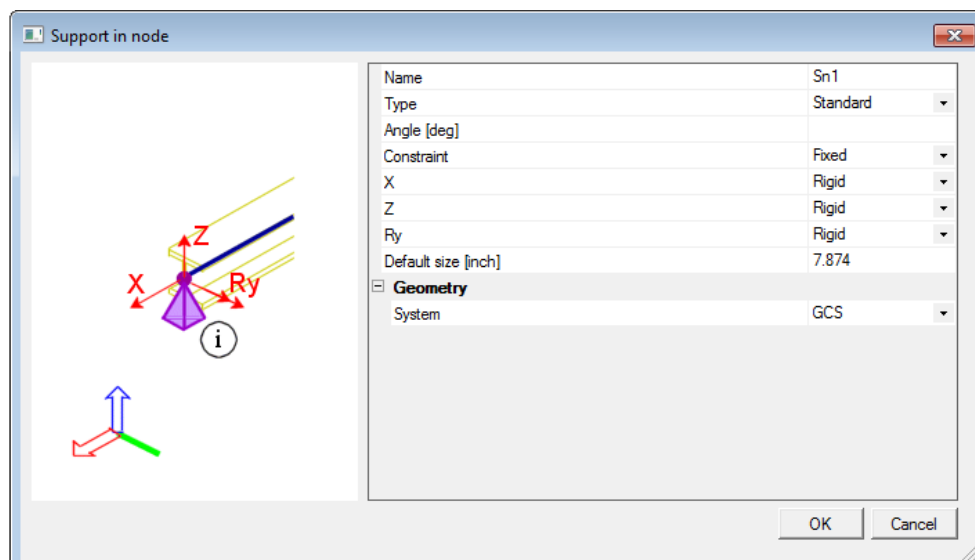 Support in node
Z
X
Ry
i
Name Sn1
Type Standard
Angle [deg]
Constraint Fixed
X Rigid
Z Rigid
Ry Rigid
Default size [inch] 7.874
Geometry
System GCS
OK Cancel